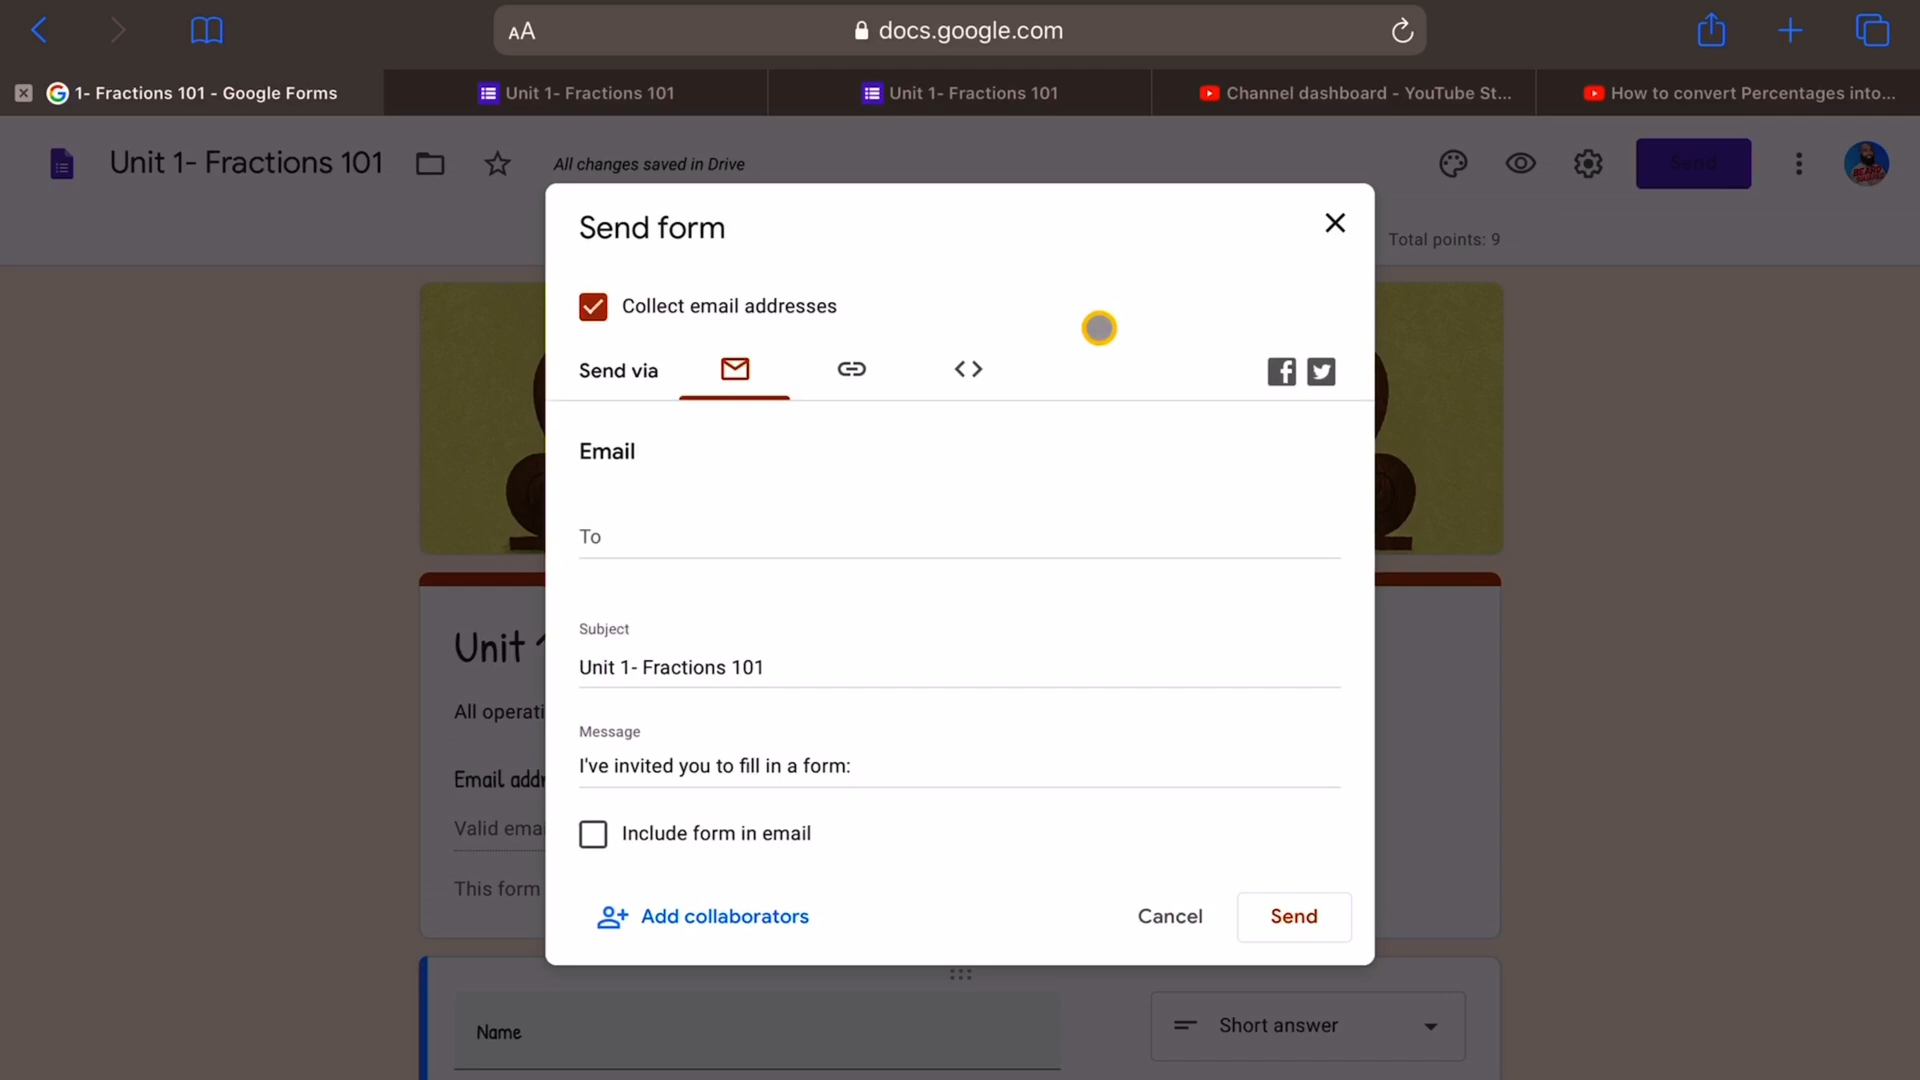 AA
docs.google.com
1- Fractions 101 - Google Forms
Unit 1- Fractions 101
Unit 1- Fractions 101
Channel dashboard - YouTube St...
How to convert Percentages into...
Unit 1- Fractions 101
All changes saved in Drive
Send
Total points: 9
Send form
Collect email addresses
Send via
Email
To
Subject
Unit 1- Fractions 101
Message
I've invited you to fill in a form:
Include form in email
Add collaborators
Cancel
Send
Unit
All operati
Email addr
Valid emai
This form
Name
Short answer